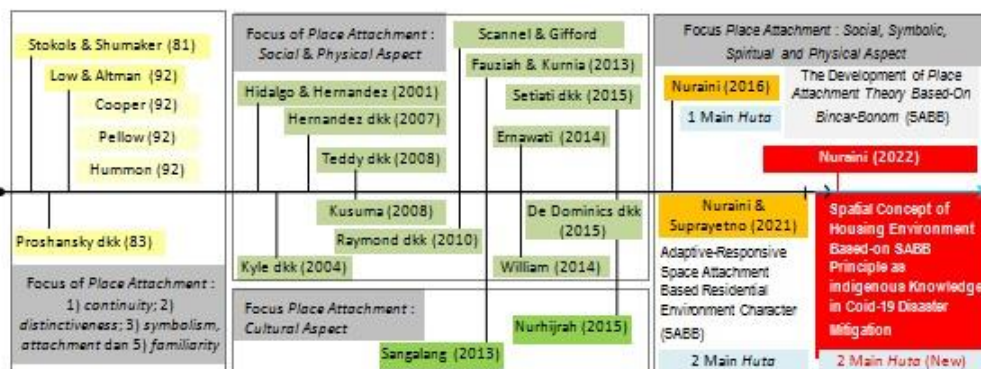 Stokols & Shumaker (81)
Low & Altman (92)
Cooper (92)
Pellow (92)
Hummon (92)
Proshansky dkk (83)
Focus of Place Attachment :
1) continuity; 2)
distinctiveness; 3) symbolism,
attachment dan 5) familiarity
Focus of Place Attachment :
Social & Physical Aspect
Hidalgo & Hernandez (2001)
Hernandez dkk (2007)
Teddy dkk (2008)
Kusuma (2008)
Raymond dkk (2010)
Kyle dkk (2004)
Scannel & Gifford
Fauziah & Kurnia (2013)
Setiati dkk (2015)
Ernawati (2014)
De Dominics dkk
(2015)
William (2014)
Focus Place Attachment :
Cultural Aspect
Nurhijrah (2015)
Sangalang (2013)
Focus Place Attachment : Social, Symbolic,
Spiritual and Physical Aspect
Nuraini (2016)
1 Main Huta
The Development of Place
Attachment Theory Based-On
Bincar-Bonom (SABB)
Nuraini (2022)
Nuraini &
Suprayetno (2021)
Adaptive-Responsive
Space Attachment
Based Residential
Environment Character
(SABB)
2 Main Huta
Spatial Concept of
Housing Environment
Based-on SABB
Principle as
indigenous Knowledge
in Coid-19 Disaster
Mitigation
2 Main Huta (New)